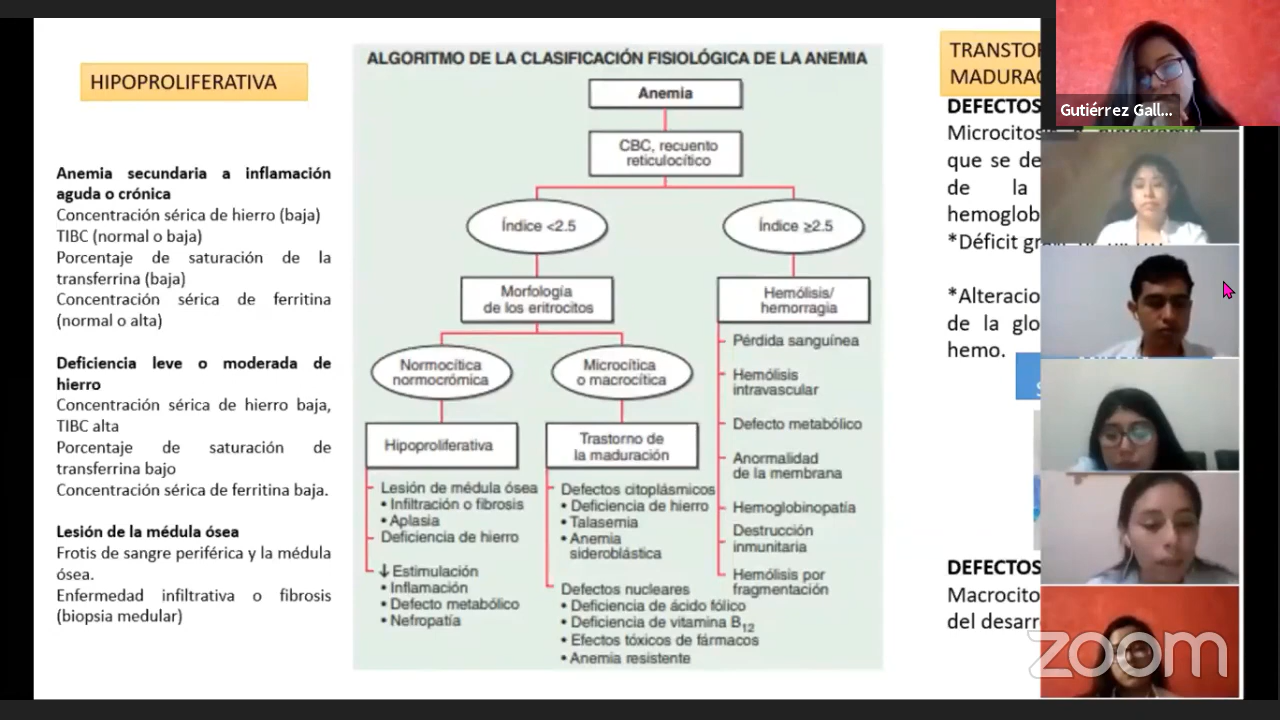 HIPOPROLIFERATIVA
Anemia secundaria a inflamación
aguda o crónica
Concentración sérica de hierro (baja)
TIBC (normal o baja)
Porcentaje de saturación de la
transferrina (baja)
Concentración sérica de ferritina
(normal o alta)
Deficiencia leve o moderada de
hierro
Concentración sérica de hierro baja,
TIBC alta
Porcentaje de saturación de
transferrina bajo
Concentración sérica de ferritina baja.
Lesión de la médula ósea
Frotis de sangre periférica y la médula
ósea.
Enfermedad infiltrativa o fibrosis
(biopsia medular)
ALGORITMO DE LA CLASIFICACIÓN FISIOLÓGICA DE LA ANEMIA
Anemia
CBC, recuento
reticulocítico
Índice <2.5
Índice ≥2.5
Morfología
de los eritrocitos
Hemólisis/
hemorragia
Normocítica
normocrómica
Microcítica
o macrocítica
Hipoproliferativa
Trastorno de
la maduración
Lesión de médula ósea
• Infiltración o fibrosis
• Aplasia
Deficiencia de hierro
↓ Estimulación
• Inflamación
• Defecto metabólico
• Nefropatía
Defectos citoplásmicos
• Deficiencia de hierro
• Talasemia
• Anemia
sideroblástica
Defectos nucleares
• Deficiencia de ácido fólico
• Deficiencia de vitamina B12
• Efectos tóxicos de fármacos
• Anemia resistente
Pérdida sanguínea
Hemólisis
intravascular
Defecto metabólico
Anormalidad
de la membrana
Hemoglobinopatía
Destrucción
inmunitaria
Hemólisis por
fragmentación
TRANSTO
MADURA
DEFECTOS
Microcitosis
que se de
de la
hemoglob
*Déficit
*Alteracio
de la glo
hemo.
DEFECTOS
Macrocito
del desarr
Gutiérrez Gall...
zoom